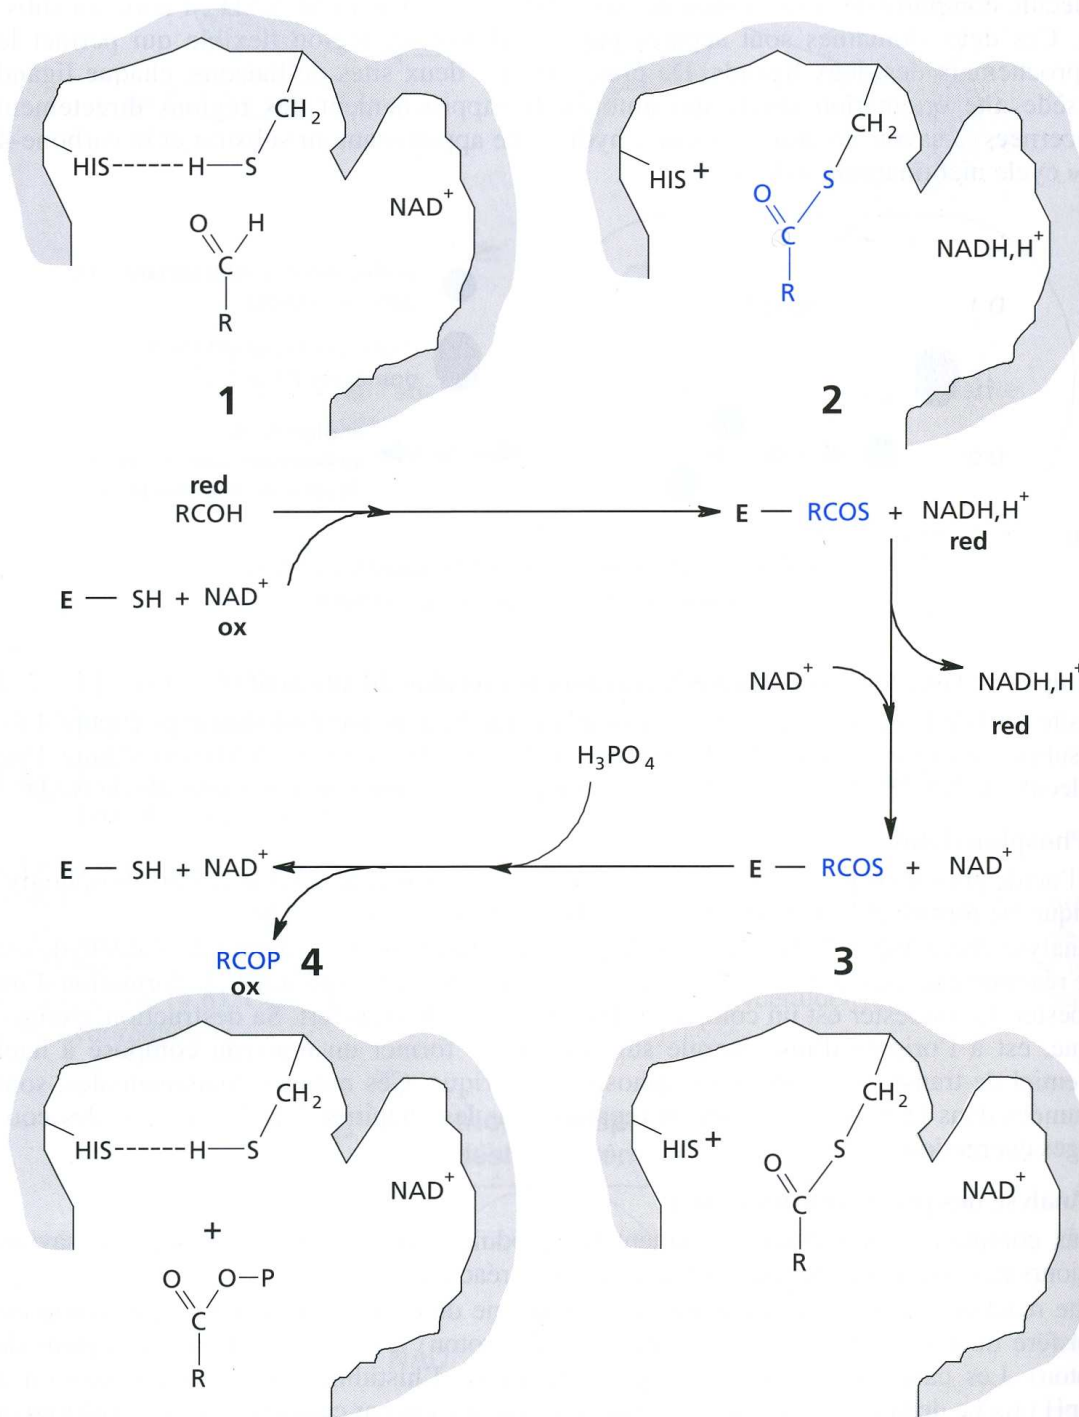 CH₂
HIS H S
O H
C
R
NAD⁺
1
CH₂
HIS +
S
O
C
R
NADH,H⁺
2
red
RCOH
E — SH + NAD⁺
ox
E — RCOS + NADH,H⁺
red
NAD⁺
NADH,H⁺
red
H₃PO₄
E — SH + NAD⁺
E — RCOS + NAD⁺
RCOP
ox
4
3
CH₂
HIS H S
NAD⁺
+
O O—P
C
R
CH₂
HIS +
S
O
C
R
NAD⁺